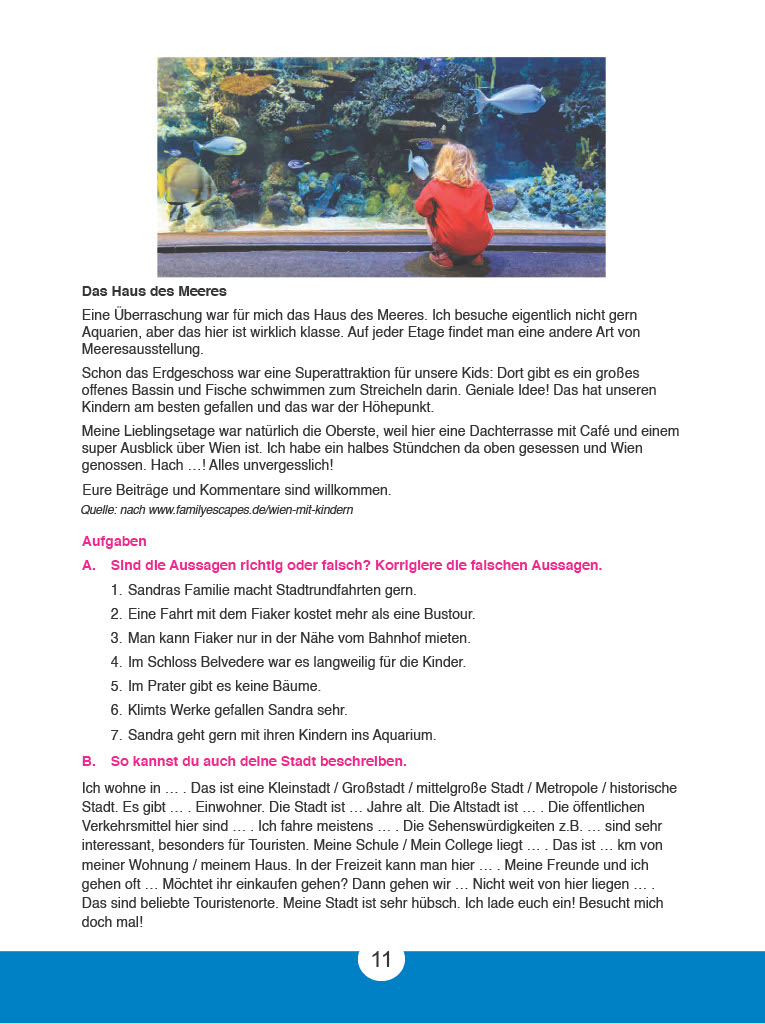 Das Haus des Meeres
Eine Überraschung war für mich das Haus des Meeres. Ich besuche eigentlich nicht gern
Aquarien, aber das hier ist wirklich klasse. Auf jeder Etage findet man eine andere Art von
Meeresausstellung.
Schon das Erdgeschoss war eine Superattraktion für unsere Kids: Dort gibt es ein großes
offenes Bassin und Fische schwimmen zum Streicheln darin. Geniale Idee! Das hat unseren
Kindern am besten gefallen und das war der Höhepunkt.
Meine Lieblingsetage war natürlich die Oberste, weil hier eine Dachterrasse mit Café und einem
super Ausblick über Wien ist. Ich habe ein halbes Stündchen da oben gesessen und Wien
genossen. Hach …! Alles unvergesslich!
Eure Beiträge und Kommentare sind willkommen.
Quelle: nach www.familyescapes.de/wien-mit-kindern
Aufgaben
A. Sind die Aussagen richtig oder falsch? Korrigiere die falschen Aussagen.
1. Sandras Familie macht Stadtrundfahrten gern.
2. Eine Fahrt mit dem Fiaker kostet mehr als eine Bustour.
3. Man kann Fiaker nur in der Nähe vom Bahnhof mieten.
4. Im Schloss Belvedere war es langweilig für die Kinder.
5. Im Prater gibt es keine Bäume.
6. Klimts Werke gefallen Sandra sehr.
7. Sandra geht gern mit ihren Kindern ins Aquarium.
B. So kannst du auch deine Stadt beschreiben.
Ich wohne in … . Das ist eine Kleinstadt / Großstadt / mittelgroße Stadt / Metropole / historische
Stadt. Es gibt … . Einwohner. Die Stadt ist … Jahre alt. Die Altstadt ist … . Die öffentlichen
Verkehrsmittel hier sind … . Ich fahre meistens … . Die Sehenswürdigkeiten z.B. … sind sehr
interessant, besonders für Touristen. Meine Schule / Mein College liegt … . Das ist … km von
meiner Wohnung / meinem Haus. In der Freizeit kann man hier … . Meine Freunde und ich
gehen oft … Möchtet ihr einkaufen gehen? Dann gehen wir … Nicht weit von hier liegen … .
Das sind beliebte Touristenorte. Meine Stadt ist sehr hübsch. Ich lade euch ein! Besucht mich
doch mal!
11